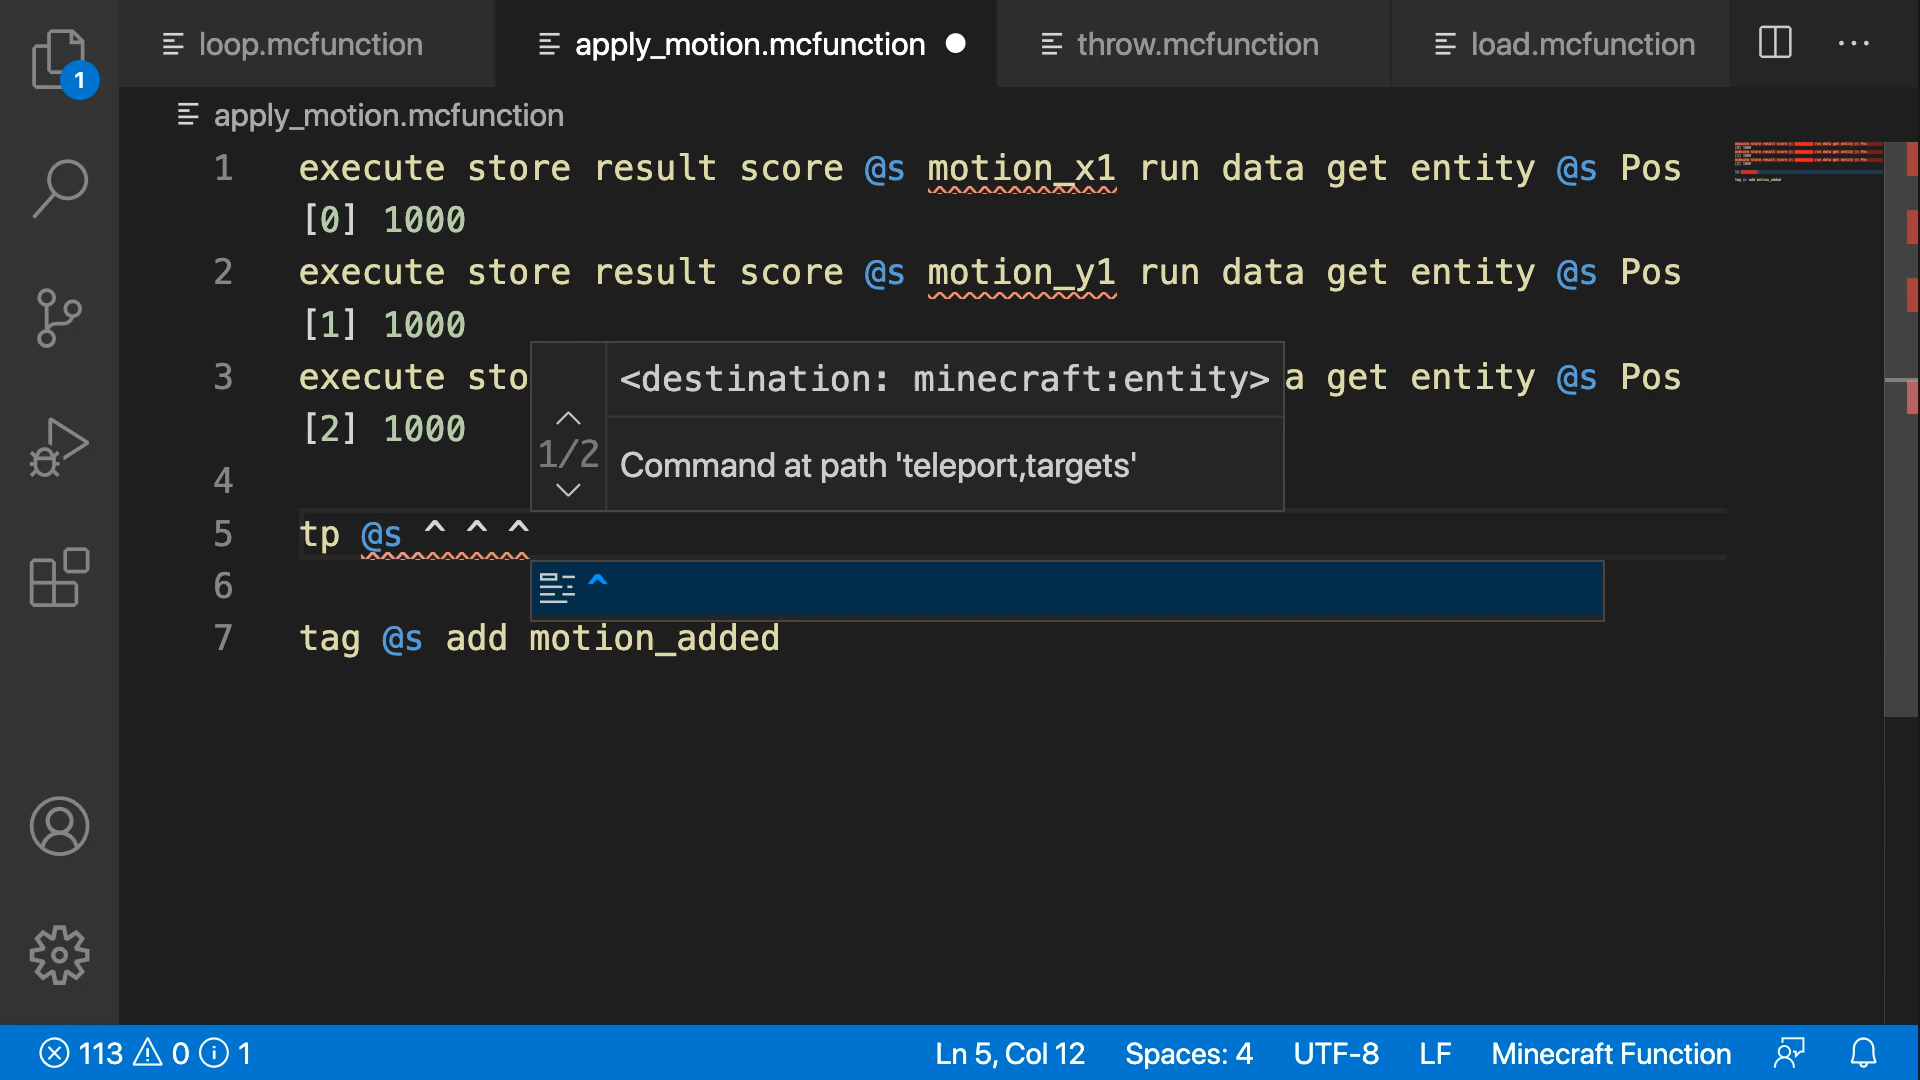 loop.mcfunction apply_motion.mcfunction throw.mcfunction load.mcfunction
1
apply_motion.mcfunction
1 execute store result score @s motion_x1 run data get entity @s Pos
[0] 1000
2 execute store result score @s motion_y1 run data get entity @s Pos
[1] 1000
3 execute sto a get entity @s Pos
[2] 1000
<destination: minecraft:entity>
1/2
Command at path 'teleport,targets'
4
5 tp @s ^ ^ ^
^
6
7 tag @s add motion_added
113 0 1 Ln 5, Col 12 Spaces: 4 UTF-8 LF Minecraft Function